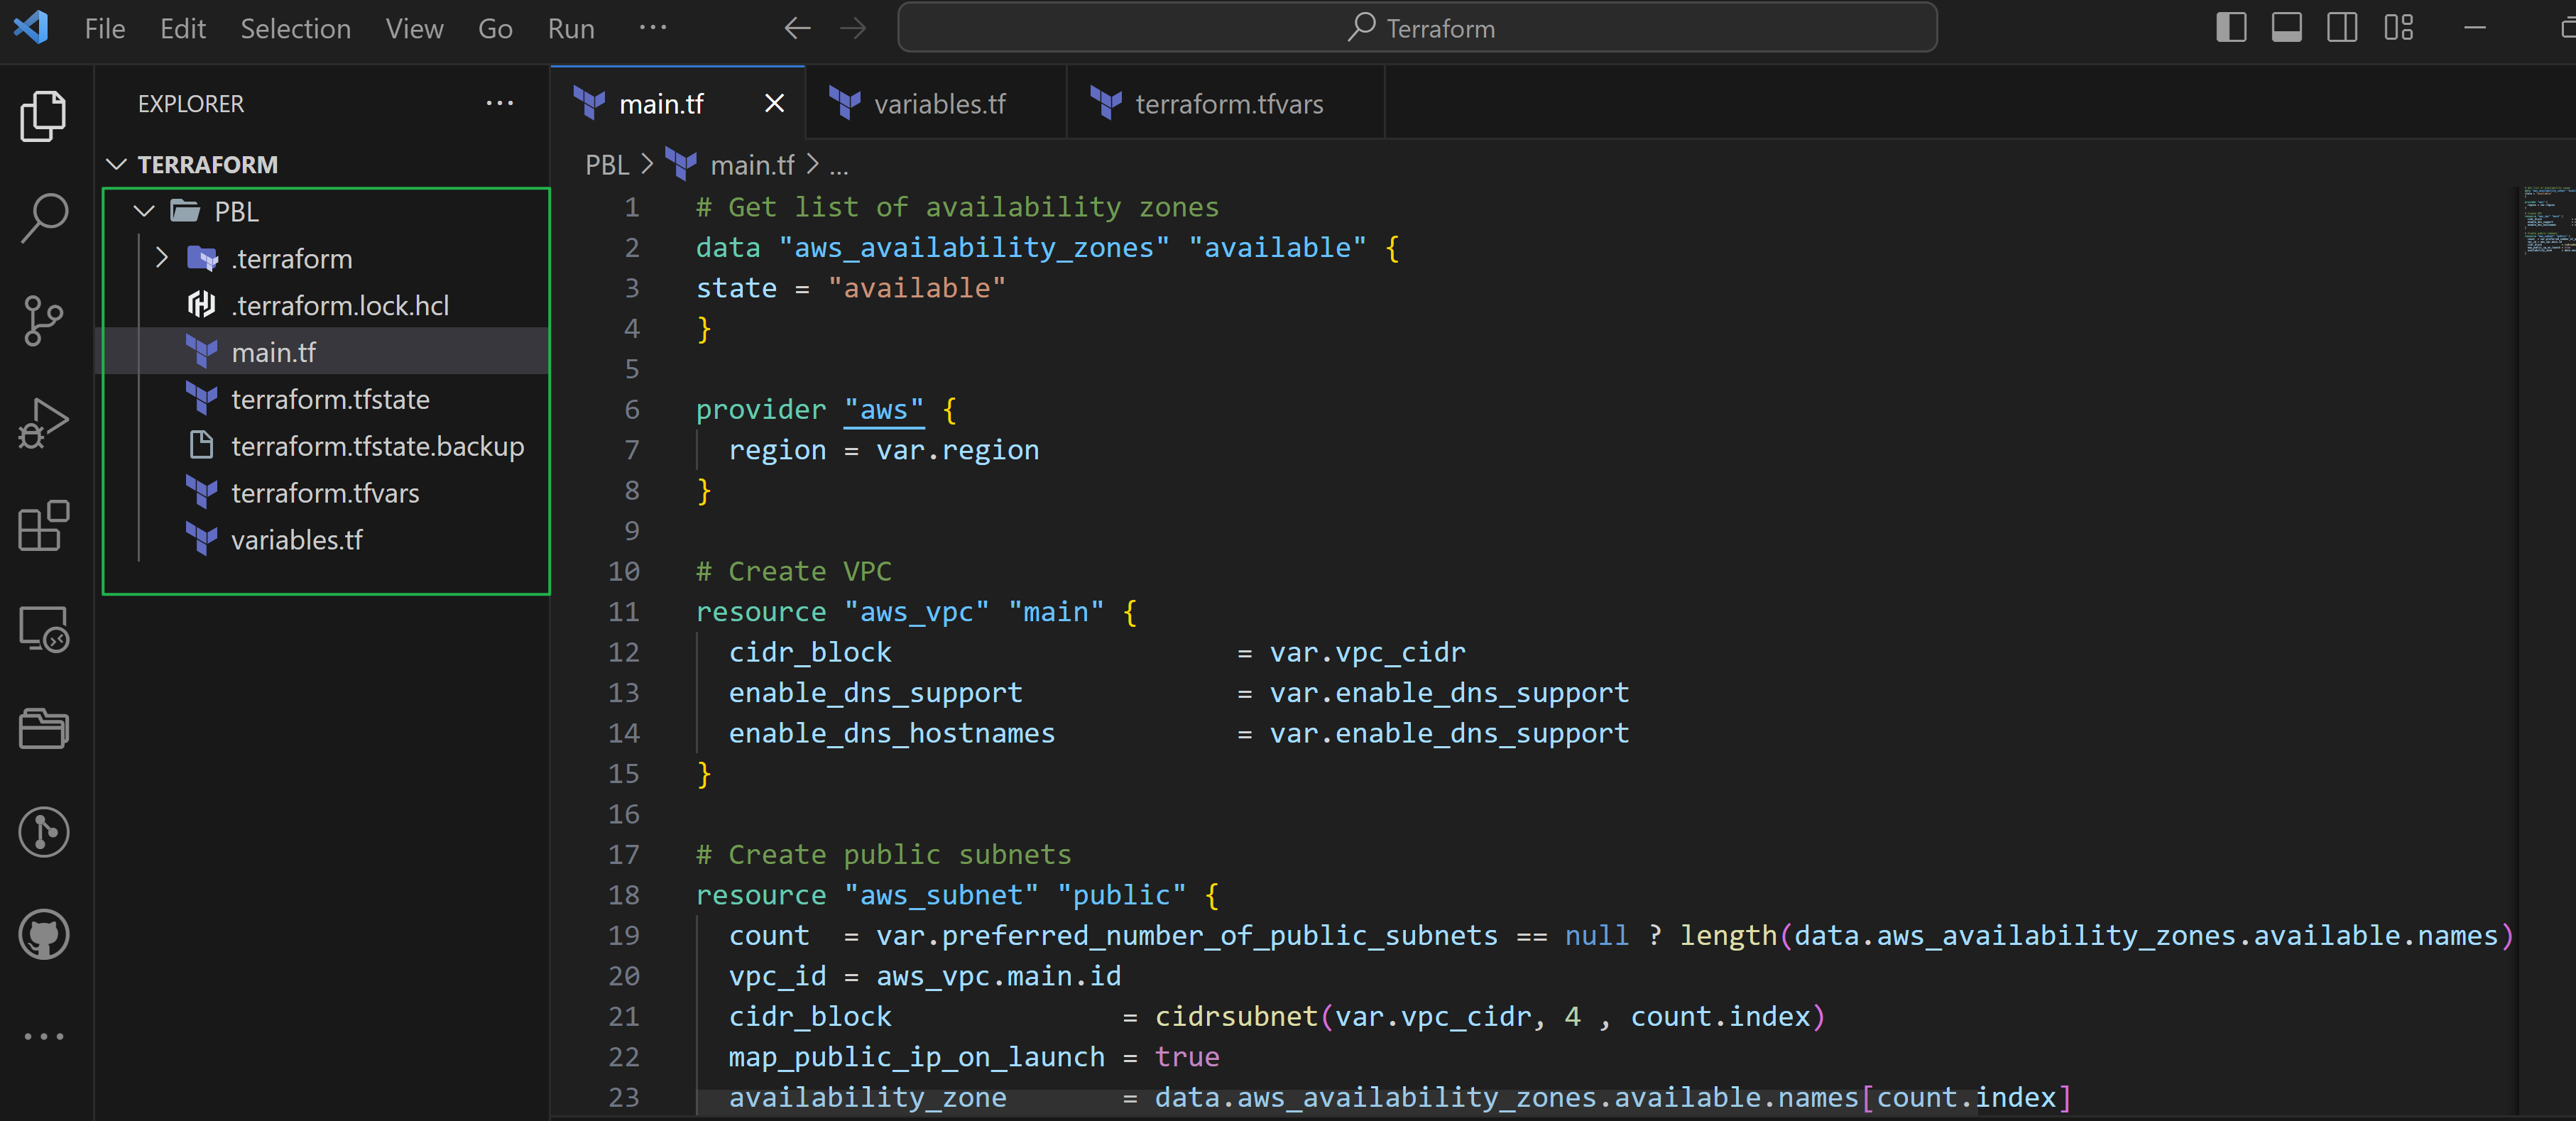 File Edit Selection View Go Run ···
Terraform
EXPLORER ···
TERRAFORM
PBL
.terraform
.terraform.lock.hcl
main.tf
terraform.tfstate
terraform.tfstate.backup
terraform.tfvars
variables.tf
main.tf
variables.tf
terraform.tfvars
PBL > main.tf > ...
1 # Get list of availability zones
2 data "aws_availability_zones" "available" {
3 state = "available"
4 }
5
6 provider "aws" {
7   region = var.region
8 }
9
10 # Create VPC
11 resource "aws_vpc" "main" {
12   cidr_block                     = var.vpc_cidr
13   enable_dns_support             = var.enable_dns_support
14   enable_dns_hostnames           = var.enable_dns_support
15 }
16
17 # Create public subnets
18 resource "aws_subnet" "public" {
19   count  = var.preferred_number_of_public_subnets == null ? length(data.aws_availability_zones.available.names)
20   vpc_id = aws_vpc.main.id
21   cidr_block              = cidrsubnet(var.vpc_cidr, 4 , count.index)
22   map_public_ip_on_launch = true
23   availability_zone       = data.aws_availability_zones.available.names[count.index]